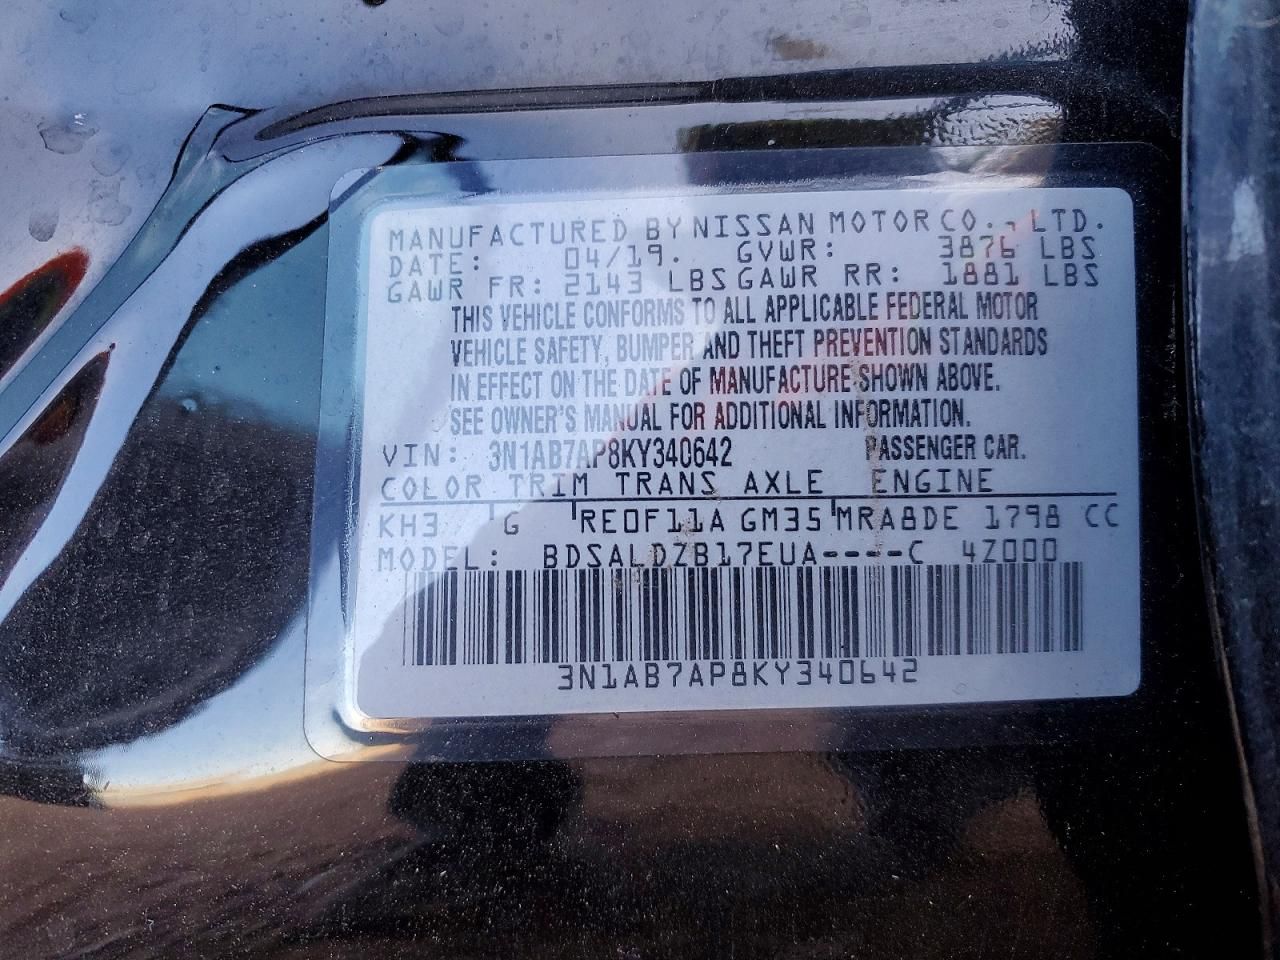 MANUFACTURED BY NISSAN MOTOR CO., LTD.
DATE: 04/19. GVWR: 3876 LBS
GAWR FR: 2143 LBS GAWR RR: 1881 LBS
THIS VEHICLE CONFORMS TO ALL APPLICABLE FEDERAL MOTOR
VEHICLE SAFETY, BUMPER AND THEFT PREVENTION STANDARDS
IN EFFECT ON THE DATE OF MANUFACTURE SHOWN ABOVE.
SEE OWNER'S MANUAL FOR ADDITIONAL INFORMATION.
VIN: 3N1AB7AP8KY340642 PASSENGER CAR.
COLOR TRIM TRANS AXLE ENGINE
KH3 G RE0F11A GM35 MRA8DE 1798 CC
MODEL: BDSALDZB17EUA----C 4Z000
3N1AB7AP8KY340642